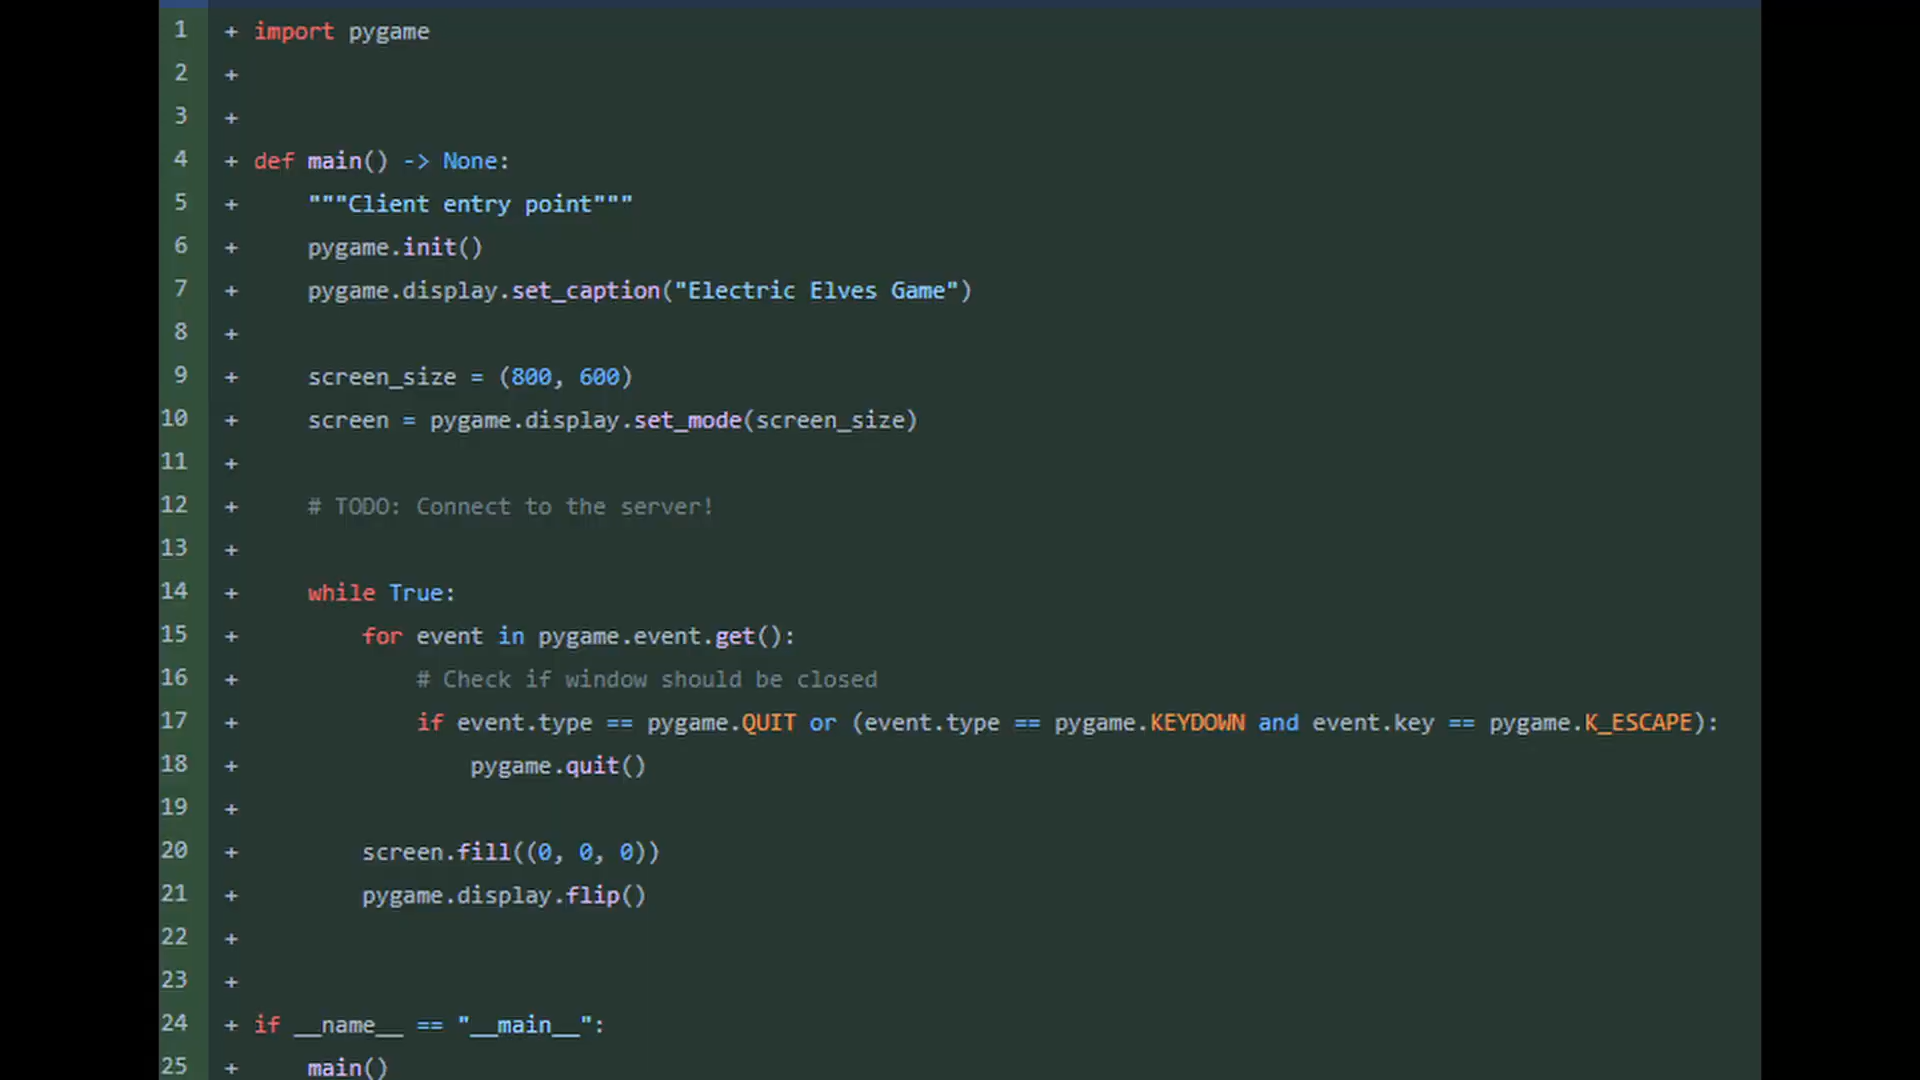 1 + import pygame
2 +
3 +
4 + def main() -> None:
5 +     """Client entry point"""
6 +     pygame.init()
7 +     pygame.display.set_caption("Electric Elves Game")
8 +
9 +     screen_size = (800, 600)
10 +     screen = pygame.display.set_mode(screen_size)
11 +
12 +     # TODO: Connect to the server!
13 +
14 +     while True:
15 +         for event in pygame.event.get():
16 +             # Check if window should be closed
17 +             if event.type == pygame.QUIT or (event.type == pygame.KEYDOWN and event.key == pygame.K_ESCAPE):
18 +                 pygame.quit()
19 +
20 +         screen.fill((0, 0, 0))
21 +         pygame.display.flip()
22 +
23 +
24 + if __name__ == "__main__":
25 +     main()